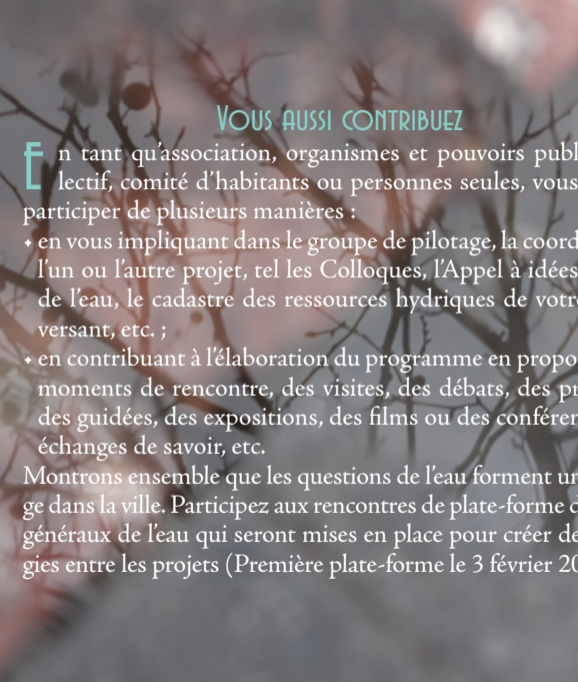 Vous aussi contribuez
En tant qu'association, organismes et pouvoirs publ
lectif, comité d'habitants ou personnes seules, vous
participer de plusieurs manières :
✦ en vous impliquant dans le groupe de pilotage, la coord
l'un ou l'autre projet, tel les Colloques, l'Appel à idées
de l'eau, le cadastre des ressources hydriques de votre
versant, etc. ;
✦ en contribuant à l'élaboration du programme en propo
moments de rencontre, des visites, des débats, des pr
des guidées, des expositions, des films ou des conféren
échanges de savoir, etc.
Montrons ensemble que les questions de l'eau forment un
ge dans la ville. Participez aux rencontres de plate-forme d
généraux de l'eau qui seront mises en place pour créer de
gies entre les projets (Première plate-forme le 3 février 20